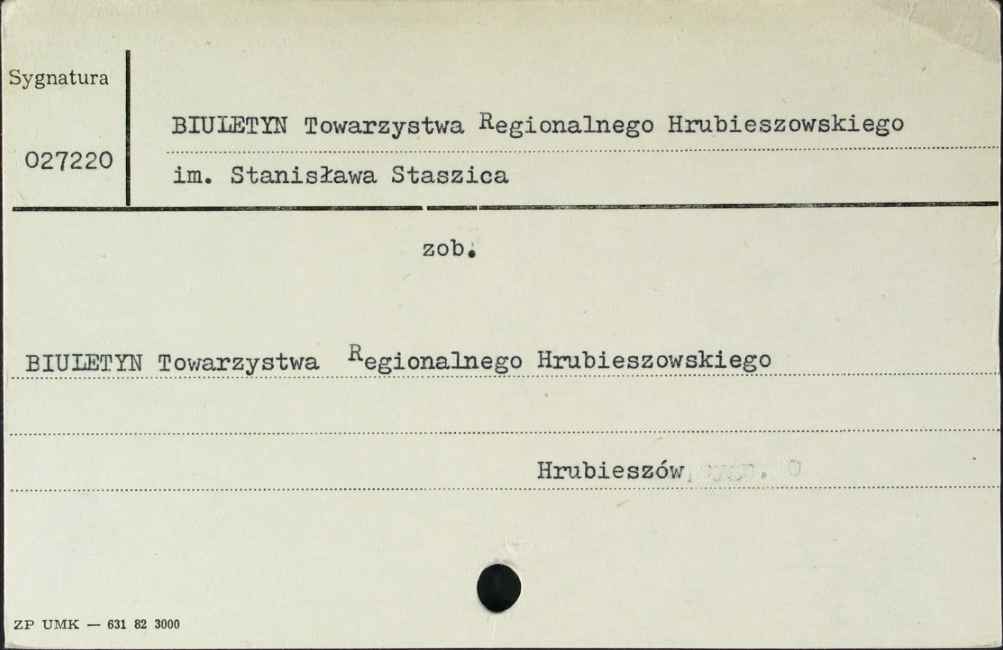 Sygnatura
027220
BIULETYN Towarzystwa Regionalnego Hrubieszowskiego
im. Stanisława Staszica
zob.
BIULETYN Towarzystwa Regionalnego Hrubieszowskiego
Hrubieszów
ZP UMK — 631 82 3000